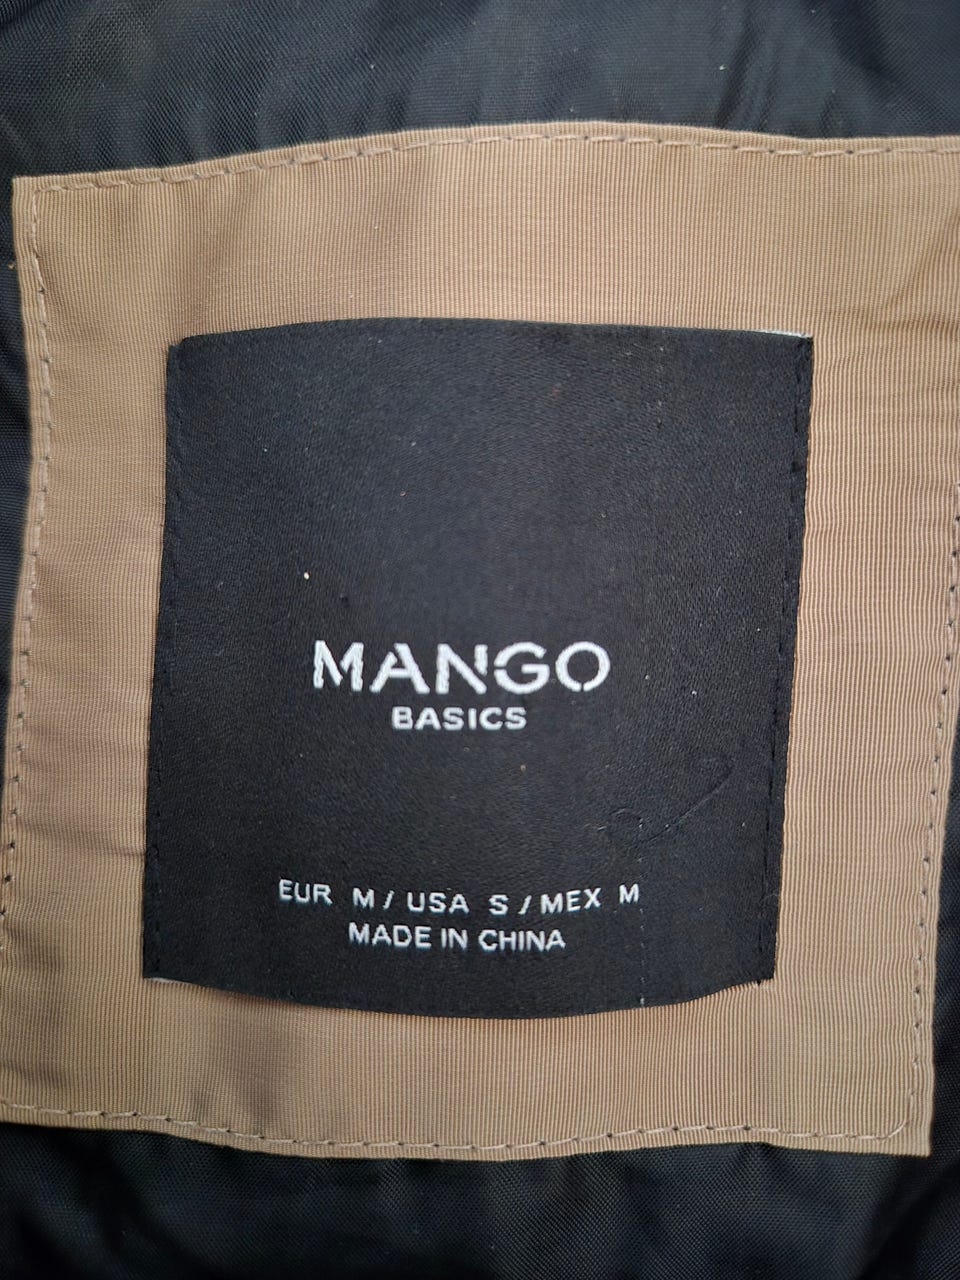 MANGO
BASICS
EUR M / USA S / MEX M
MADE IN CHINA